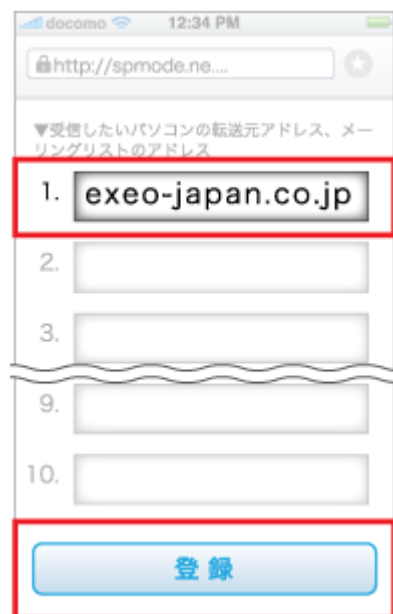 docomo 12:34 PM
http://spmode.ne....
▼受信したいパソコンの転送元アドレス、メー
リングリストのアドレス
1. exeo-japan.co.jp
2.
3.
9.
10.
登録